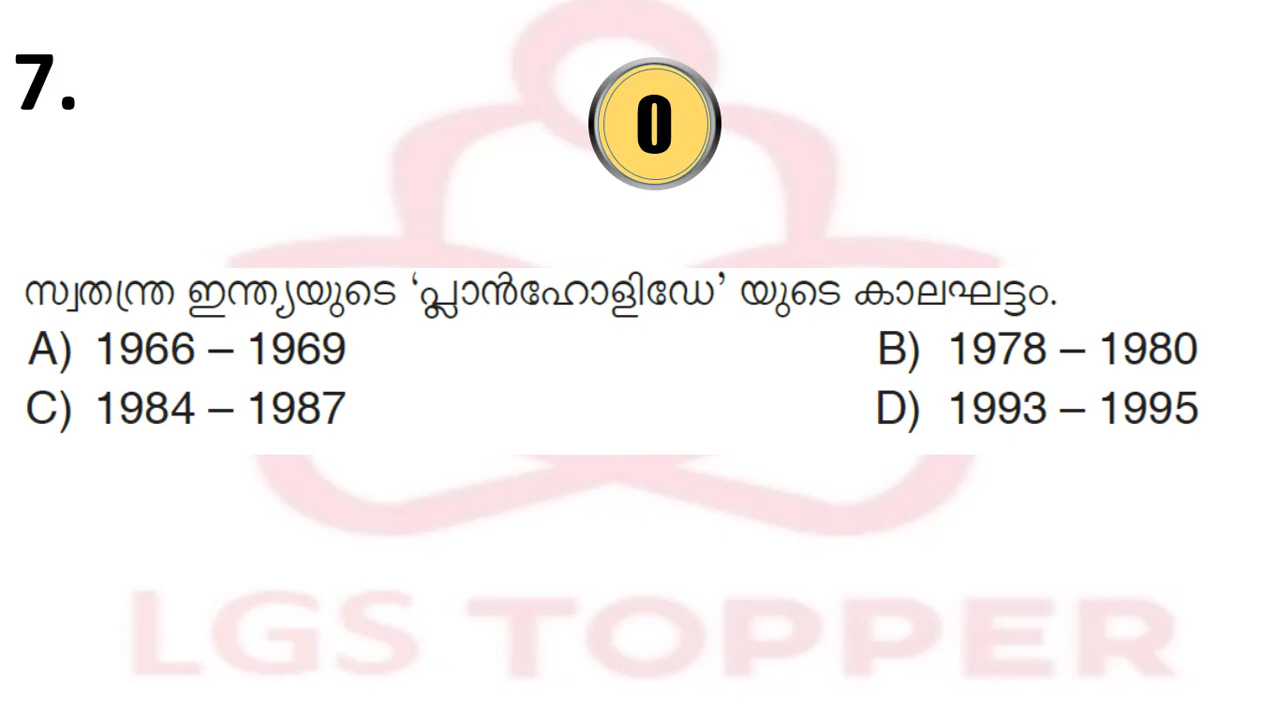 7.
0
സ്വതന്ത്ര ഇന്ത്യയുടെ ‘പ്ലാൻഹോളിഡേ’ യുടെ കാലഘട്ടം.
A) 1966 – 1969 B) 1978 – 1980
C) 1984 – 1987 D) 1993 – 1995
LGS TOPPER